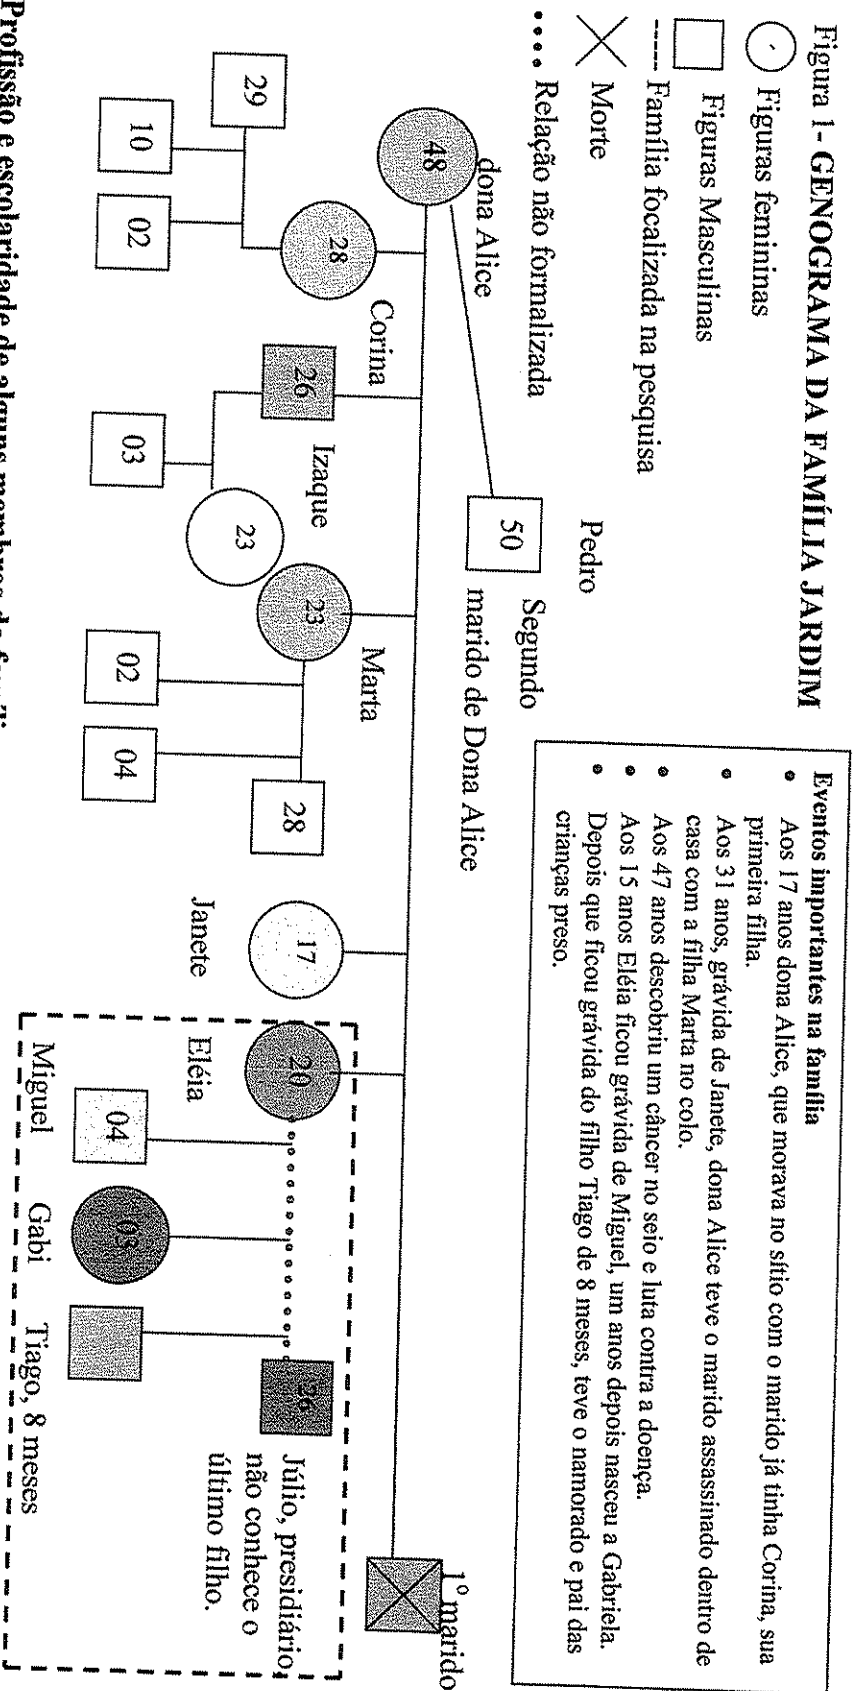 Figura 1- GENOGRAMA DA FAMÍLIA JARDIM
Figuras femininas
Figuras Masculinas
Família focalizada na pesquisa
Morte
Relação não formalizada
Eventos importantes na família
• Aos 17 anos dona Alice, que morava no sítio com o marido já tinha Corina, sua
primeira filha.
• Aos 31 anos, grávida de Janete, dona Alice teve o marido assassinado dentro de
casa com a filha Marta no colo.
• Aos 47 anos descobriu um câncer no seio e luta contra a doença.
• Aos 15 anos Eléia ficou grávida de Miguel, um anos depois nasceu a Gabriela.
• Depois que ficou grávida do filho Tiago de 8 meses, teve o namorado e pai das
crianças preso.
Pedro
50
Segundo
marido de Dona Alice
dona Alice
48
1º marido
Corina
28
29
10
02
Izaque
26
23
03
Marta
23
28
02
04
17
Janete
20
Eléia
26
Júlio, presidiário,
não conhece o
último filho.
04
03
Miguel
Gabi
Tiago, 8 meses
Profissão e escolaridade de alguns membros da